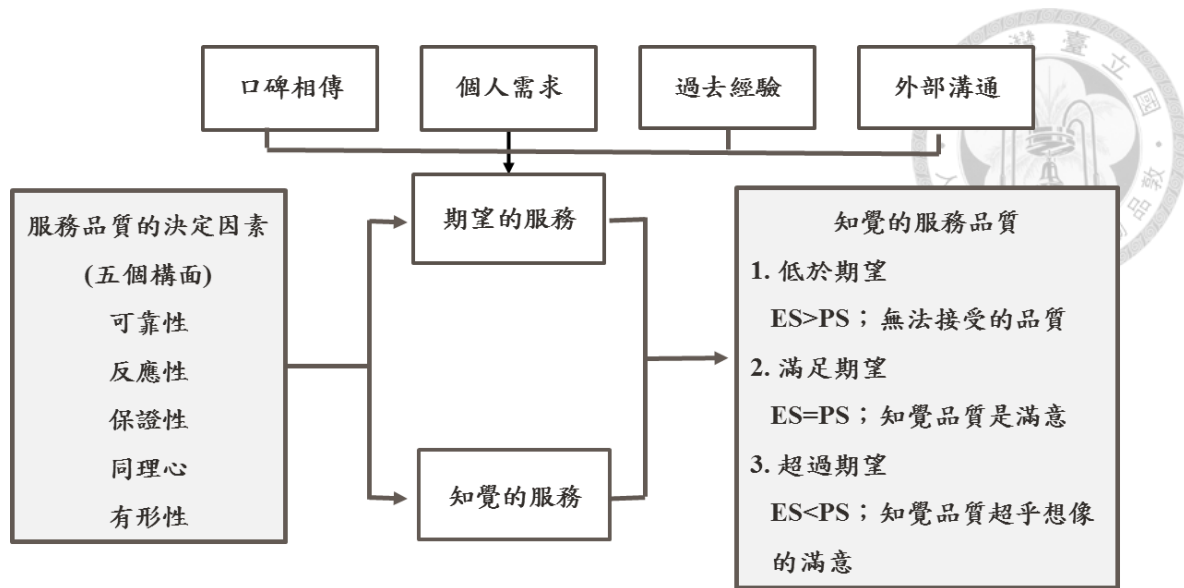 口碑相傳
個人需求
過去經驗
外部溝通
服務品質的決定因素
(五個構面)
可靠性
反應性
保證性
同理心
有形性
期望的服務
知覺的服務
知覺的服務品質
1. 低於期望
ES>PS；無法接受的品質
2. 滿足期望
ES=PS；知覺品質是滿意
3. 超過期望
ES<PS；知覺品質超乎想像
的滿意